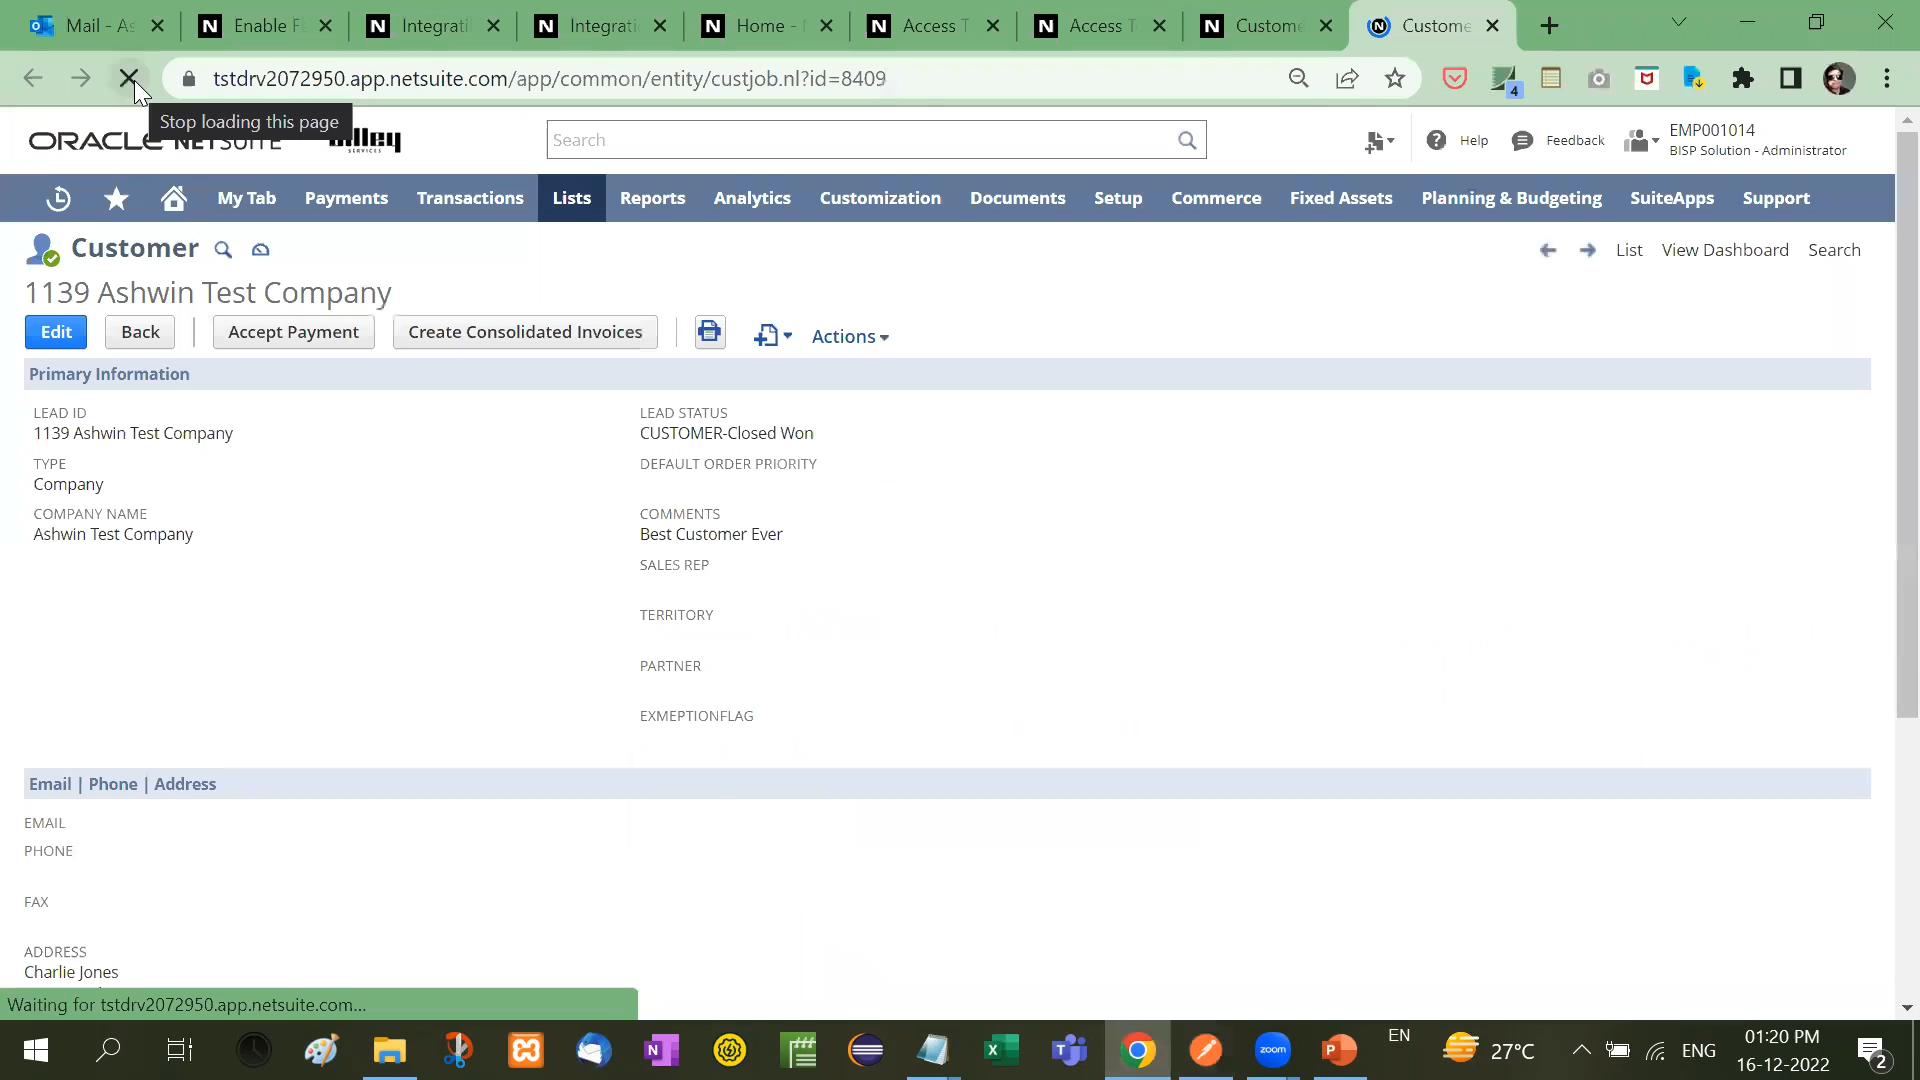 Mail - As
Enable F
Integrati
Integratio
Home -
Access T
Access T
Custome
Custome
tstdrv2072950.app.netsuite.com/app/common/entity/custjob.nl?id=8409
4
Stop loading this page
ORACLE
SERVICES
Search
Help
Feedback
EMP001014
BISP Solution - Administrator
My Tab
Payments
Transactions
Lists
Reports
Analytics
Customization
Documents
Setup
Commerce
Fixed Assets
Planning & Budgeting
SuiteApps
Support
Customer
List
View Dashboard
Search
1139 Ashwin Test Company
Edit
Back
Accept Payment
Create Consolidated Invoices
Actions
Primary Information
LEAD ID
1139 Ashwin Test Company
TYPE
Company
COMPANY NAME
Ashwin Test Company
LEAD STATUS
CUSTOMER-Closed Won
DEFAULT ORDER PRIORITY
COMMENTS
Best Customer Ever
SALES REP
TERRITORY
PARTNER
EXMEPTIONFLAG
Email | Phone | Address
EMAIL
PHONE
FAX
ADDRESS
Charlie Jones
Waiting for tstdrv2072950.app.netsuite.com...
zoom
EN
27°C
ENG
01:20 PM
16-12-2022
2